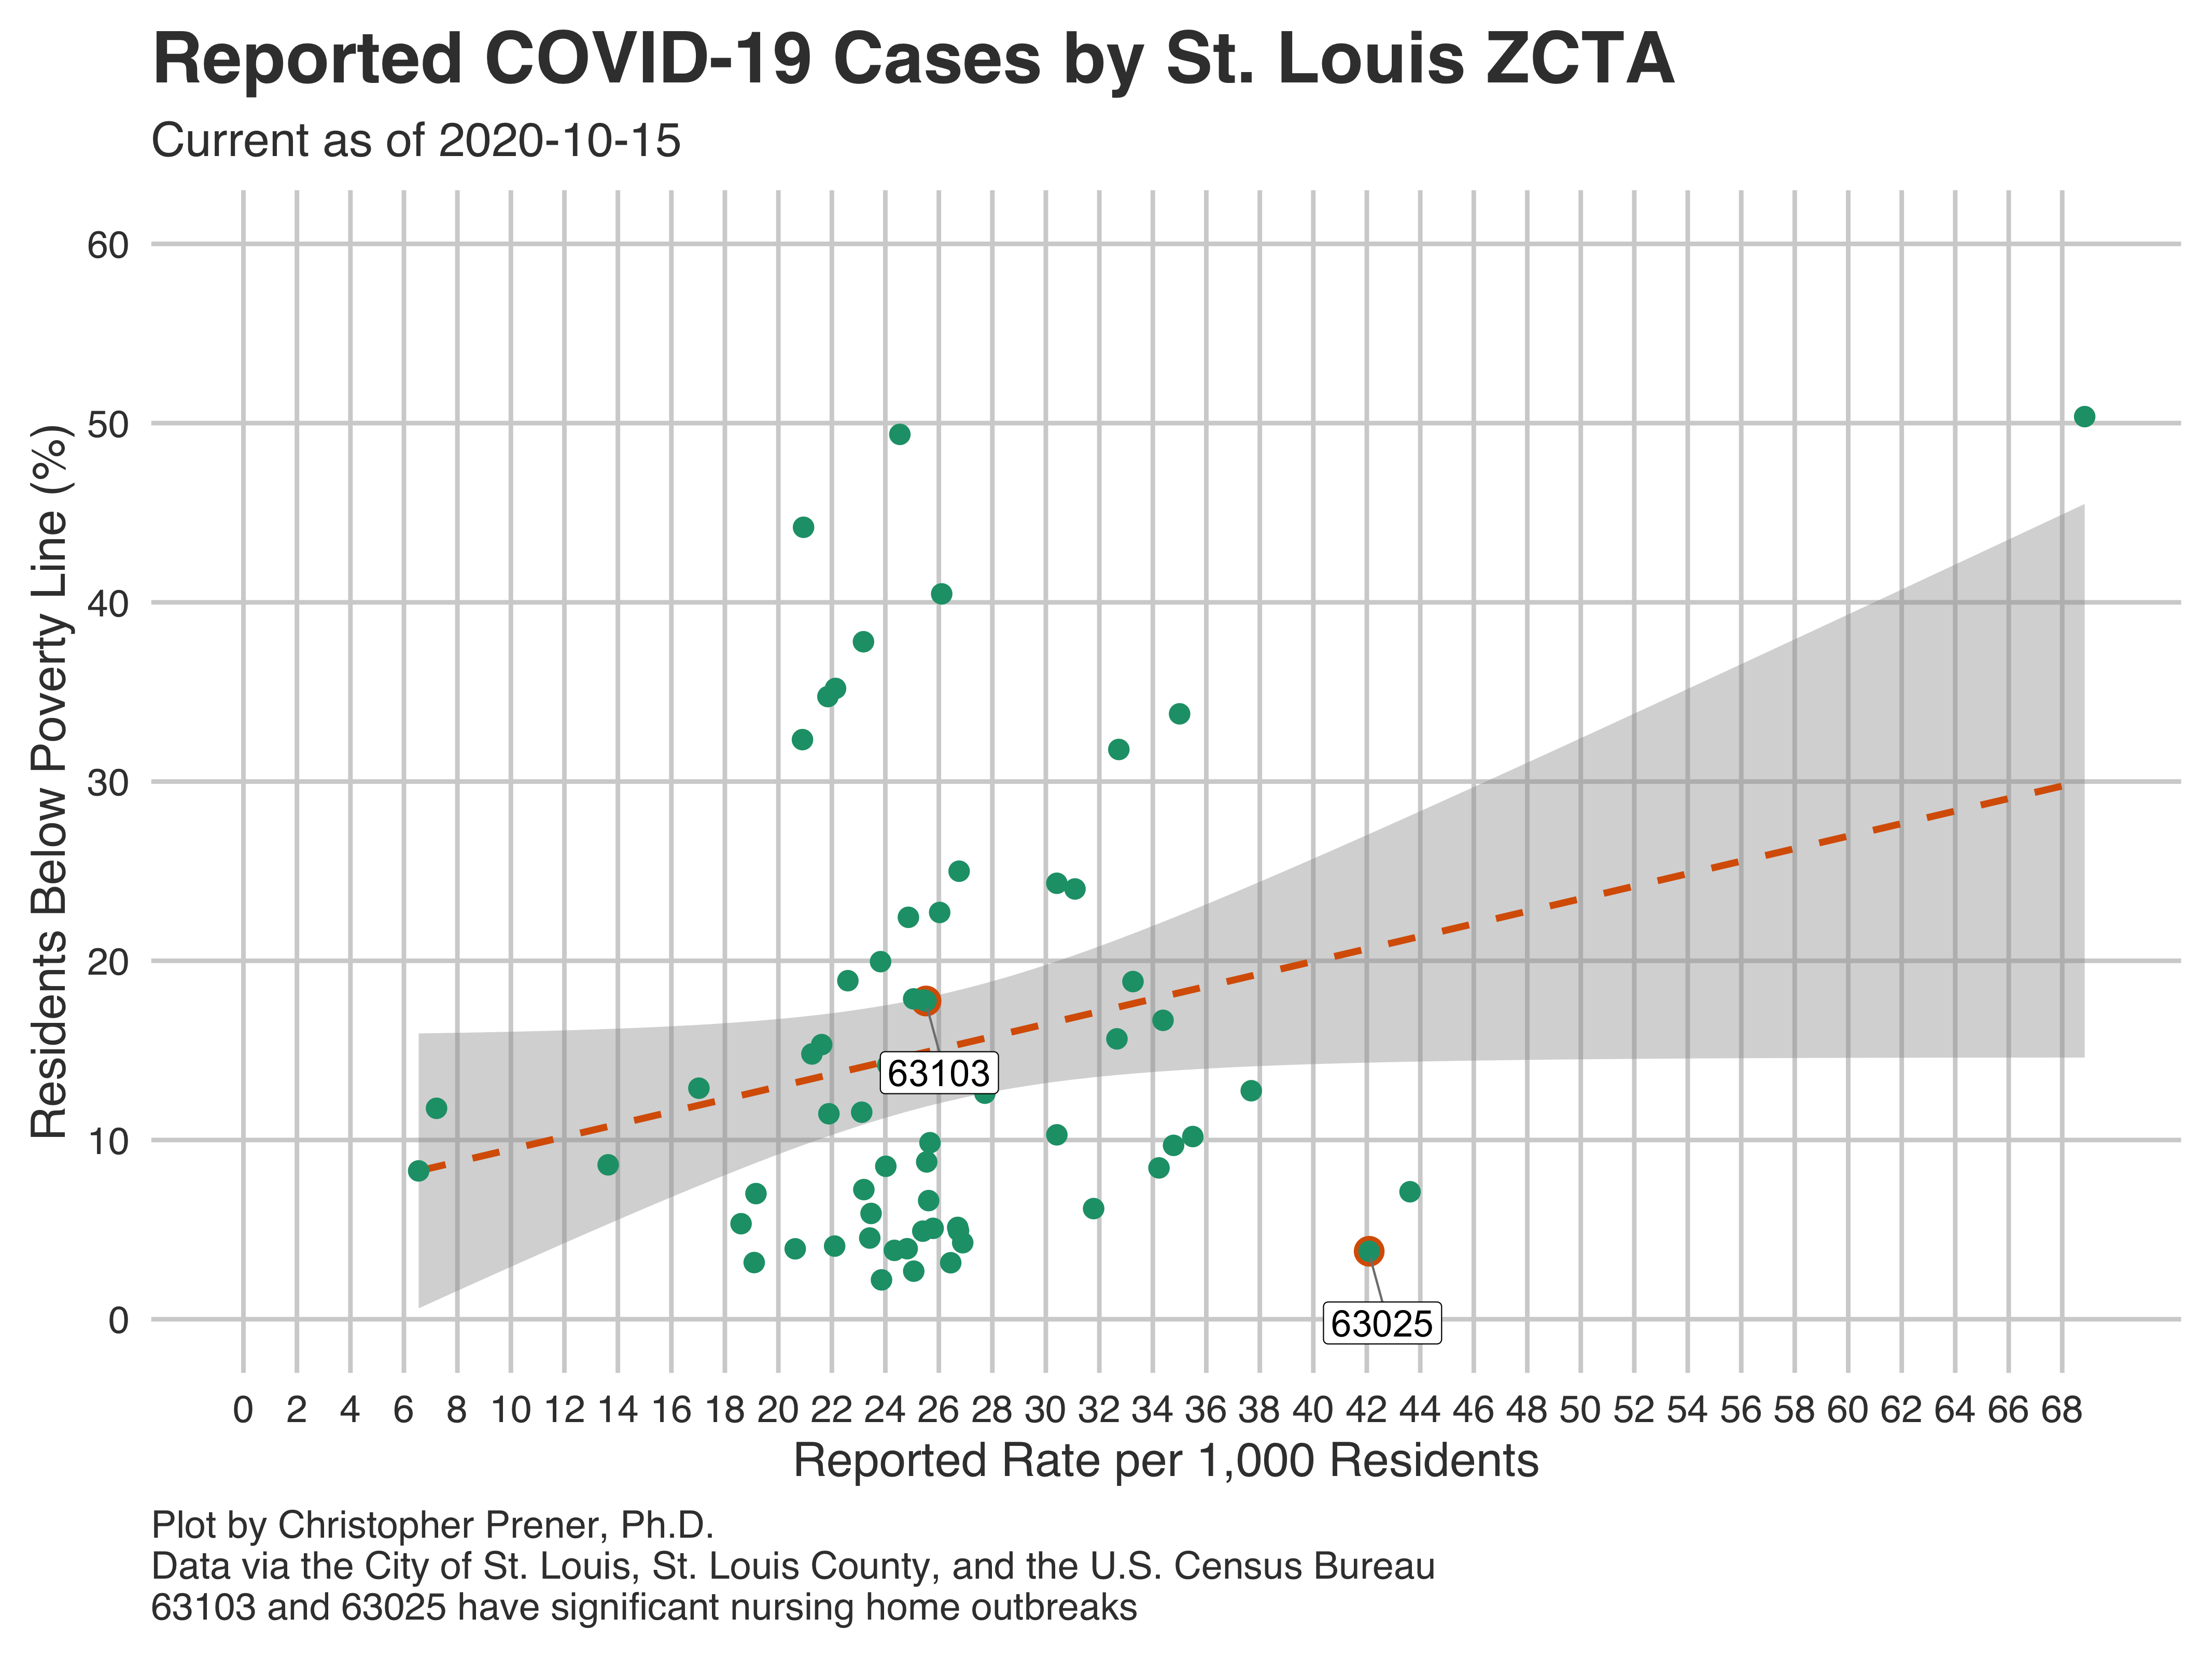 Reported COVID-19 Cases by St. Louis ZCTA
Current as of 2020-10-15
Residents Below Poverty Line (%)
60
50
40
30
20
10
0
63103
63025
0 2 4 6 8 10 12 14 16 18 20 22 24 26 28 30 32 34 36 38 40 42 44 46 48 50 52 54 56 58 60 62 64 66 68
Reported Rate per 1,000 Residents
Plot by Christopher Prener, Ph.D.
Data via the City of St. Louis, St. Louis County, and the U.S. Census Bureau
63103 and 63025 have significant nursing home outbreaks